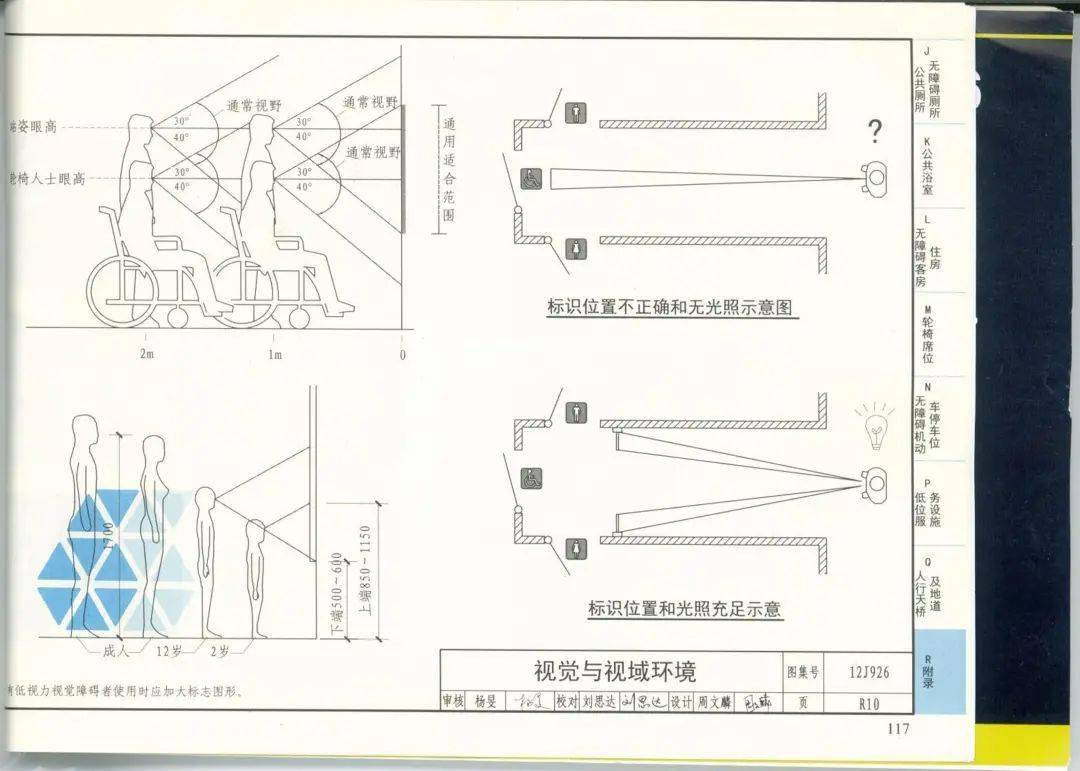 通常视野
通常视野
通常视野
30°
40°
30°
40°
30°
40°
30°
40°
姿眼高
椅人士眼高
通用适合范围
2m
1m
0
?
标识位置不正确和无光照示意图
1700
下端500~600
上端850~1150
成人
12岁
2岁
低视力视觉障碍者使用时应加大标志图形。
标识位置和光照充足示意
视觉与视域环境
图集号
12J926
审核
杨旻
校对
刘思达
刘思达
设计
周文麟
页
R10
117
J
无障碍厕所
公共厕所
K
公共浴室
L
住房
无障碍客房
M
轮椅席位
N
车停车位
无障碍机动
P
务设施
低位服
Q
及地道
人行天桥
R
附录